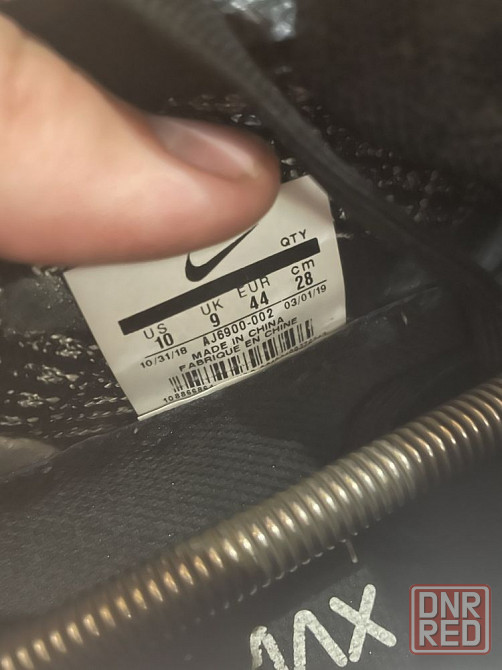 QTY
US UK EUR cm
10 9 44 28
10/31/18 AJ6900-002 03/01/19
MADE IN CHINA
FABRIQUE EN CHINE
DNR
RED